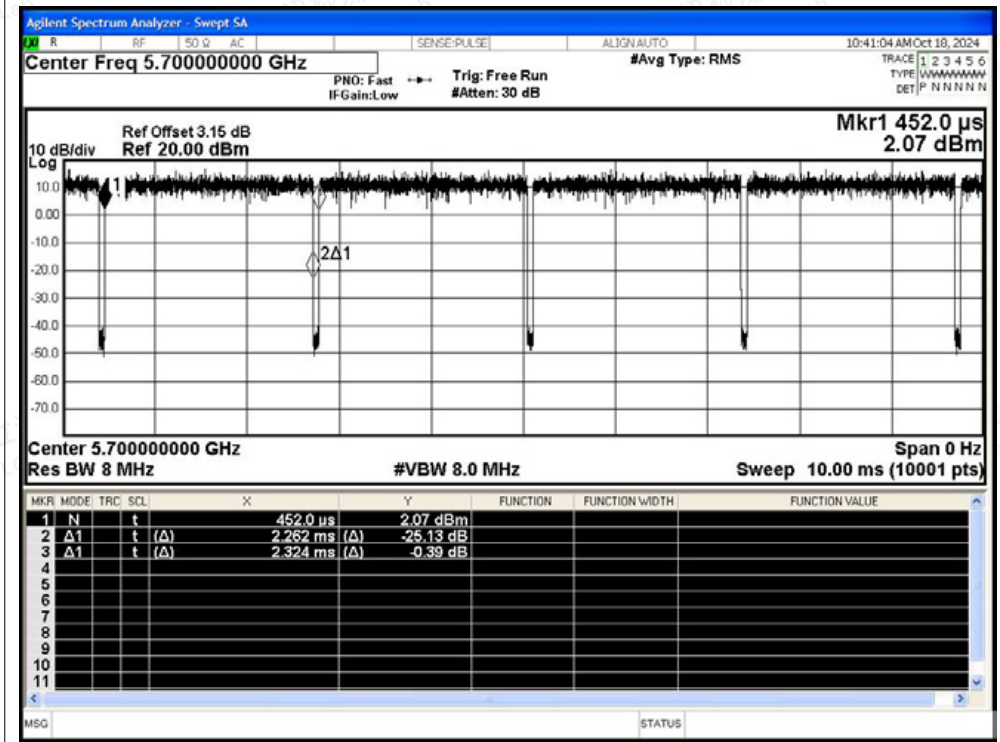 Agilent Spectrum Analyzer - Swept SA
LXI R RF 50 Ω AC SENSE:PULSE ALIGN AUTO 10:41:04 AM Oct 18, 2024
Center Freq 5.700000000 GHz #Avg Type: RMS TRACE 1 2 3 4 5 6
PNO: Fast Trig: Free Run TYPE WWWWWW
IFGain:Low #Atten: 30 dB DET P N N N N N
Mkr1 452.0 µs
Ref Offset 3.15 dB
10 dB/div Ref 20.00 dBm 2.07 dBm
Log
10.0
1
0.00
-10.0
2Δ1
-20.0
-30.0
-40.0
-50.0
-60.0
-70.0
Center 5.700000000 GHz Span 0 Hz
Res BW 8 MHz #VBW 8.0 MHz Sweep 10.00 ms (10001 pts)
MKR MODE TRC SCL X Y FUNCTION FUNCTION WIDTH FUNCTION VALUE
1 N t 452.0 µs 2.07 dBm
2 Δ1 t (Δ) 2.262 ms (Δ) -25.13 dB
3 Δ1 t (Δ) 2.324 ms (Δ) -0.39 dB
4
5
6
7
8
9
10
11
MSG STATUS